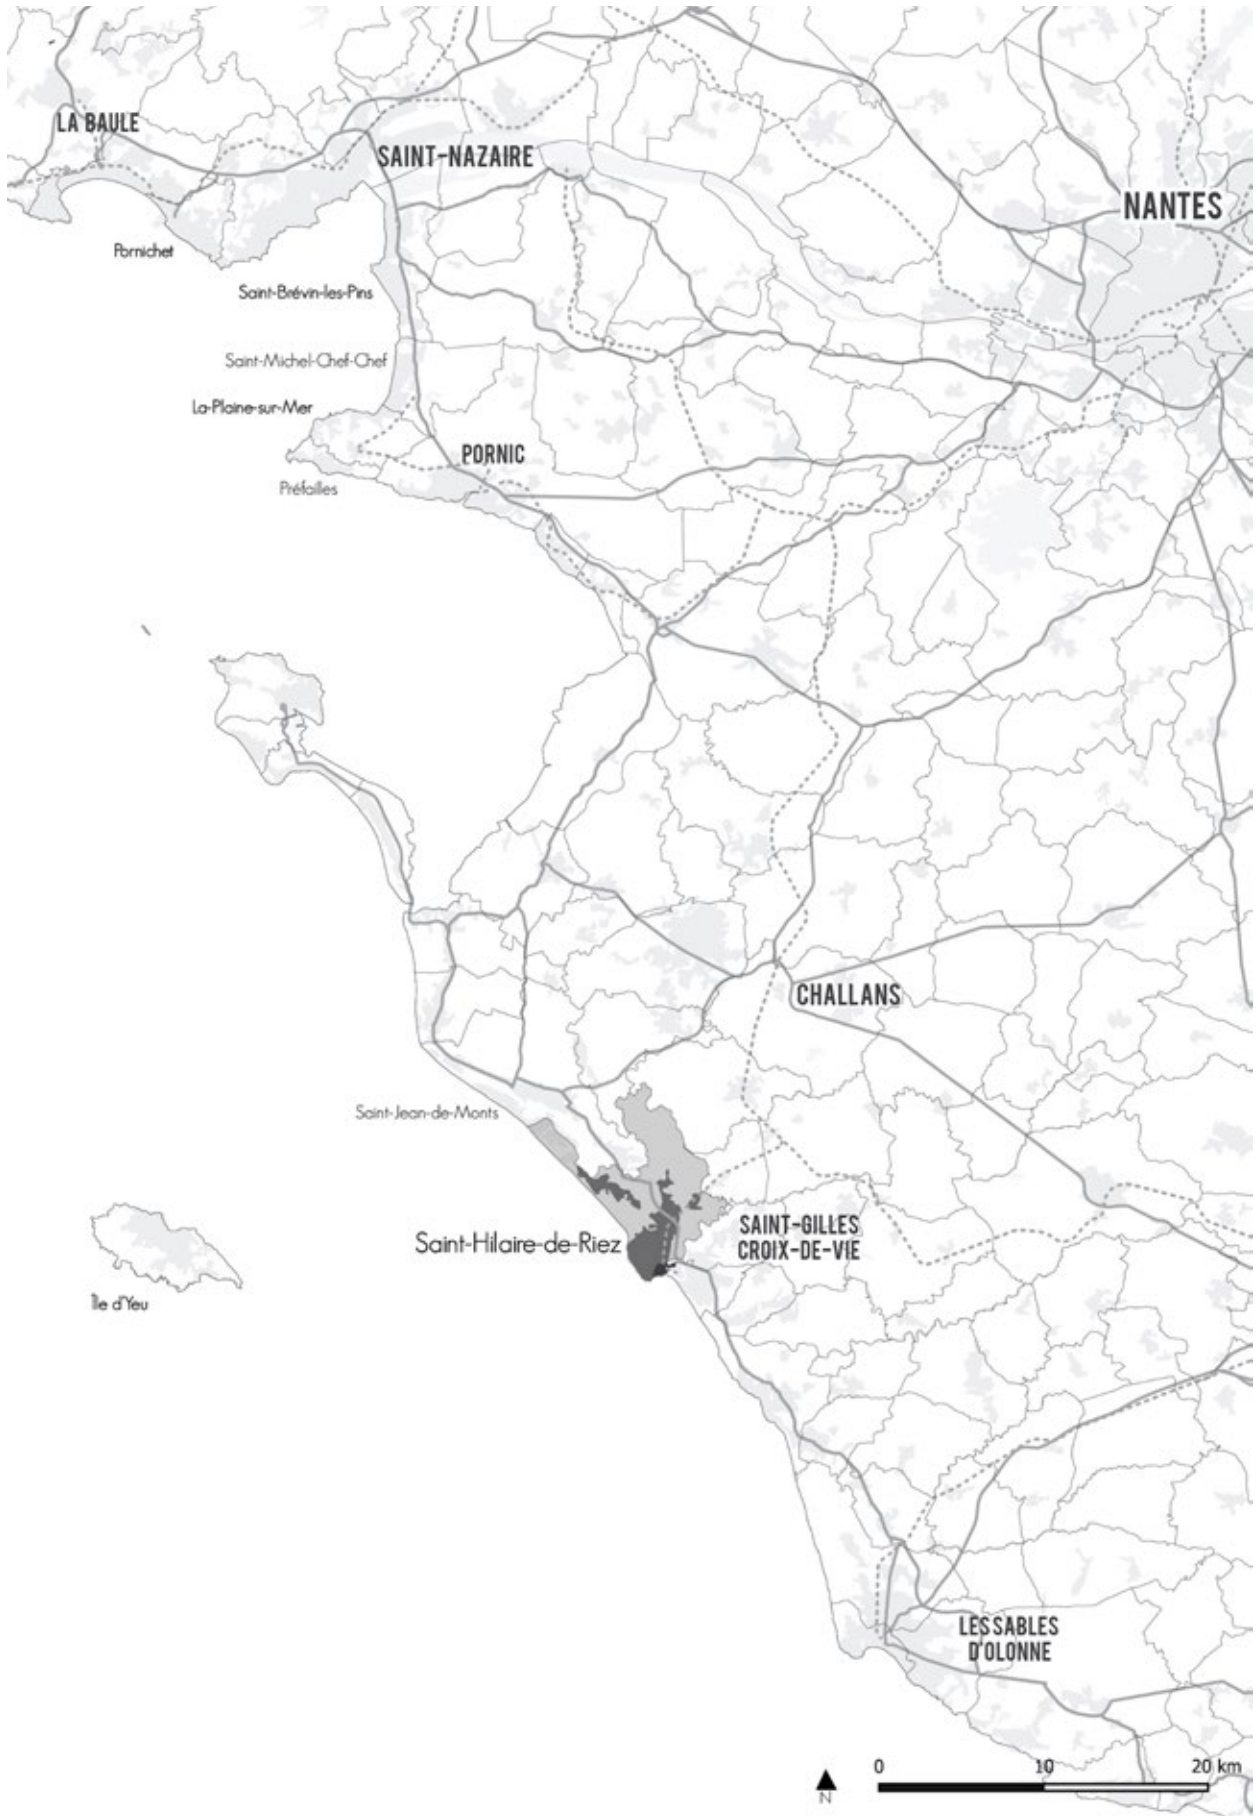 LA BAULE
SAINT-NAZAIRE
NANTES
Pornichet
Saint-Brévin-les-Pins
Saint-Michel-Chef-Chef
La-Plaine-sur-Mer
PORNIC
Préfailles
CHALLANS
Saint-Jean-de-Monts
SAINT-GILLES
CROIX-DE-VIE
Saint-Hilaire-de-Riez
Île d'Yeu
LES SABLES
D'OLONNE
0 10 20 km
N